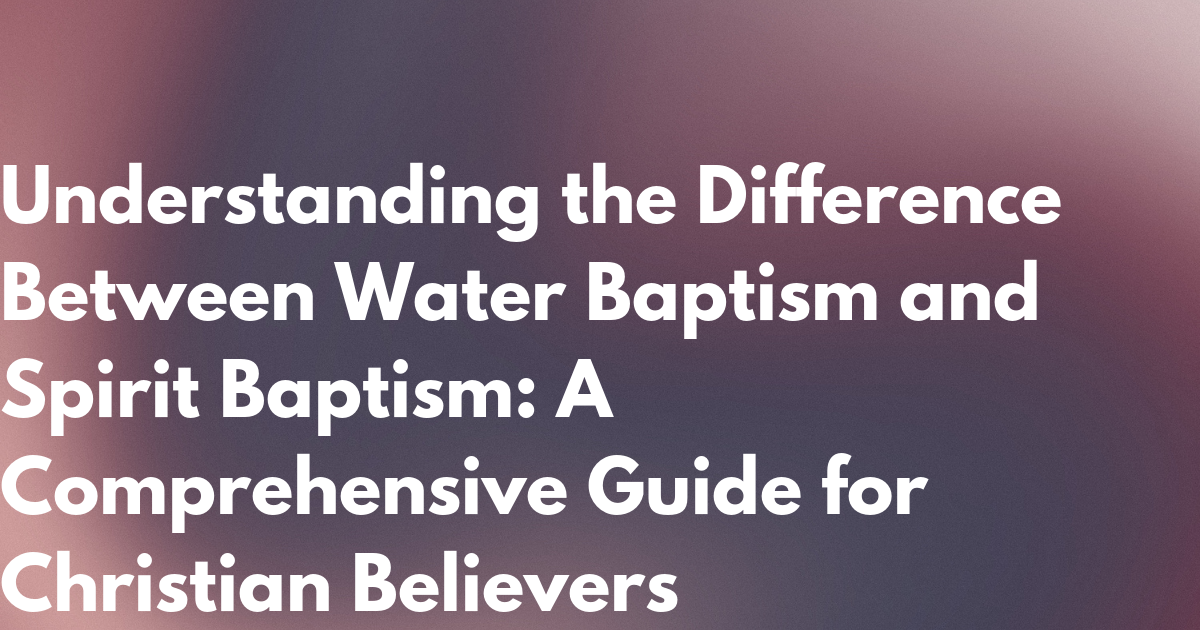 Understanding the Difference
Between Water Baptism and
Spirit Baptism: A
Comprehensive Guide for
Christian Believers